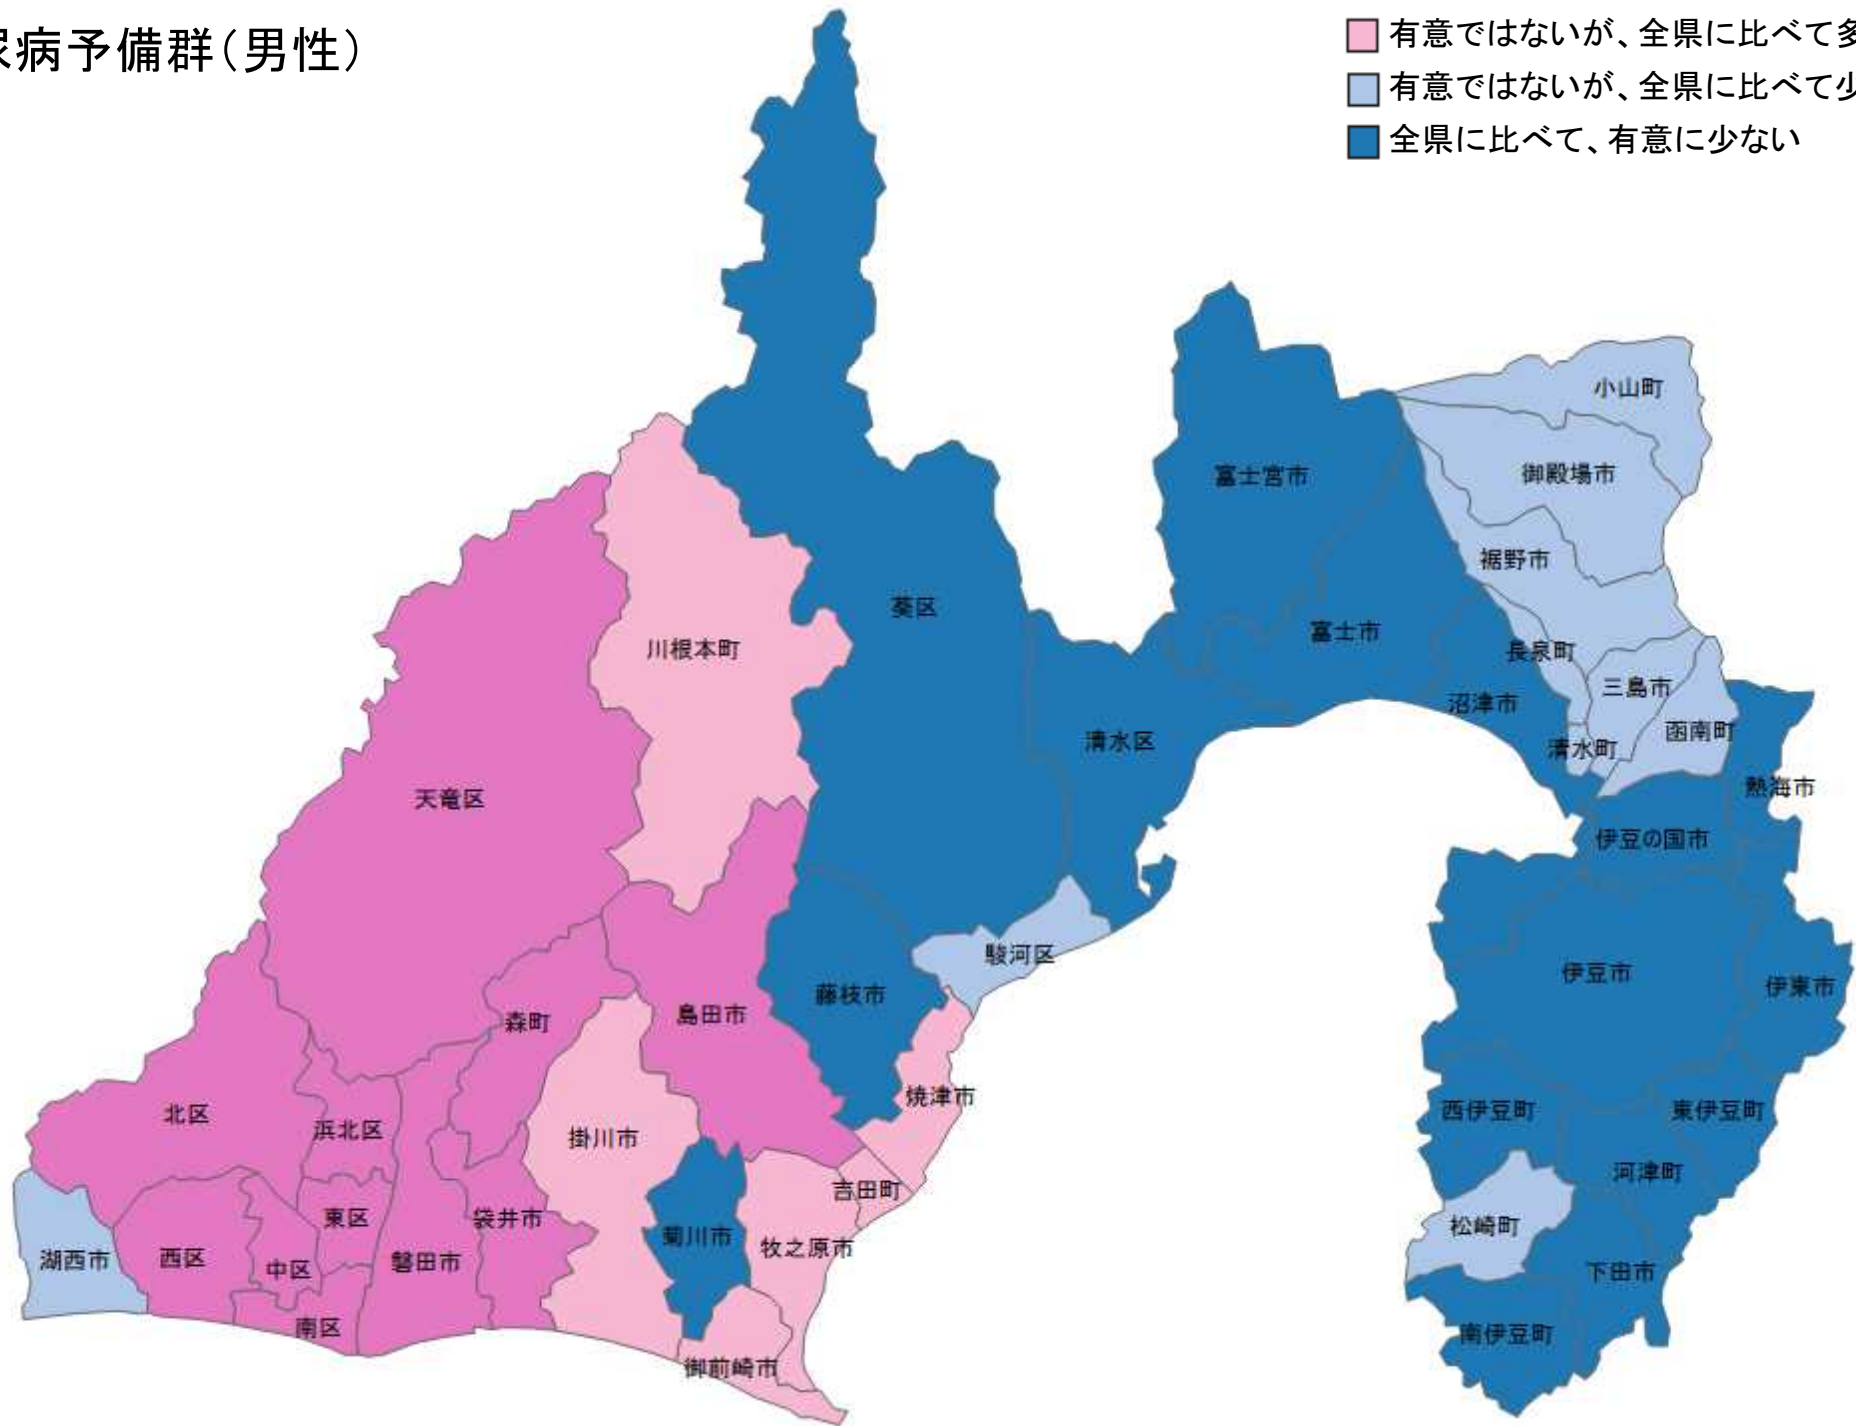 尿病予備群(男性)
有意ではないが、全県に比べて多
有意ではないが、全県に比べて少
全県に比べて、有意に少ない
小山町
御殿場市
富士宮市
裾野市
葵区
富士市
川根本町
長泉町
三島市
沼津市
函南町
清水区
清水町
熱海市
天竜区
伊豆の国市
駿河区
伊豆市
伊東市
藤枝市
島田市
森町
焼津市
西伊豆町
東伊豆町
北区
浜北区
掛川市
河津町
吉田町
東区
袋井市
松崎町
菊川市
牧之原市
湖西市
西区
中区
磐田市
下田市
南区
南伊豆町
御前崎市